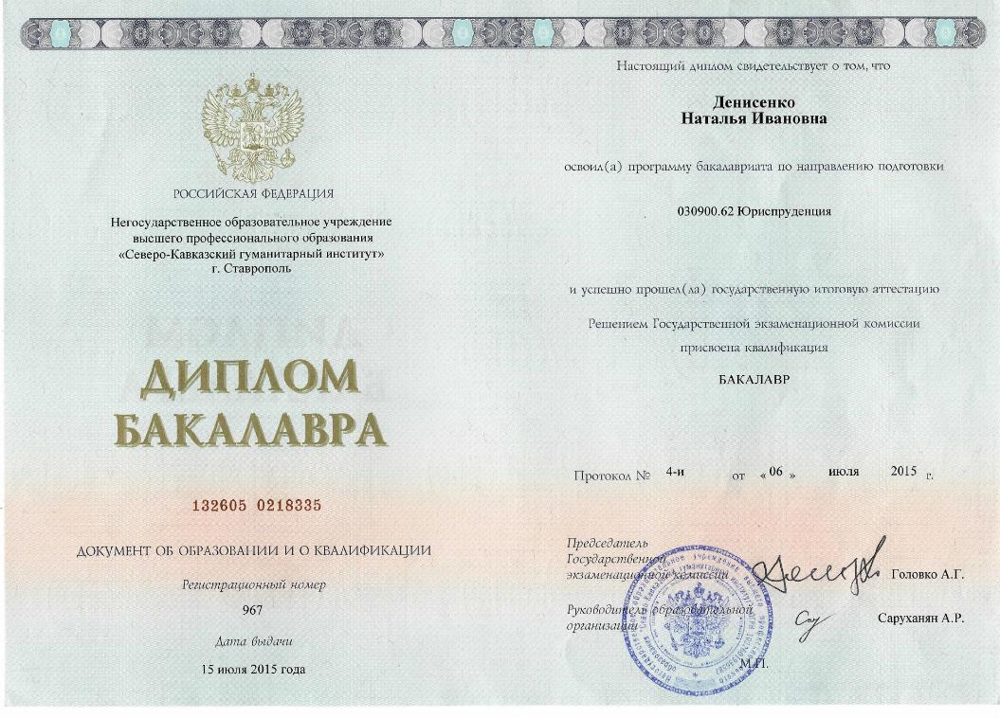 РОССИЙСКАЯ ФЕДЕРАЦИЯ
Негосударственное образовательное учреждение
высшего профессионального образования
«Северо-Кавказский гуманитарный институт»
г. Ставрополь
ДИПЛОМ
БАКАЛАВРА
132605 0218335
ДОКУМЕНТ ОБ ОБРАЗОВАНИИ И О КВАЛИФИКАЦИИ
Регистрационный номер
967
Дата выдачи
15 июля 2015 года
Настоящий диплом свидетельствует о том, что
Денисенко
Наталья Ивановна
освоил(а) программу бакалавриата по направлению подготовки
030900.62 Юриспруденция
и успешно прошел(ла) государственную итоговую аттестацию
Решением Государственной экзаменационной комиссии
присвоена квалификация
БАКАЛАВР
Протокол № 4-и от « 06 » июля 2015 г.
Председатель
Государственной
экзаменационной комиссии
Головко А.Г.
Руководитель образовательной
организации
Саруханян А.Р.
М.П.